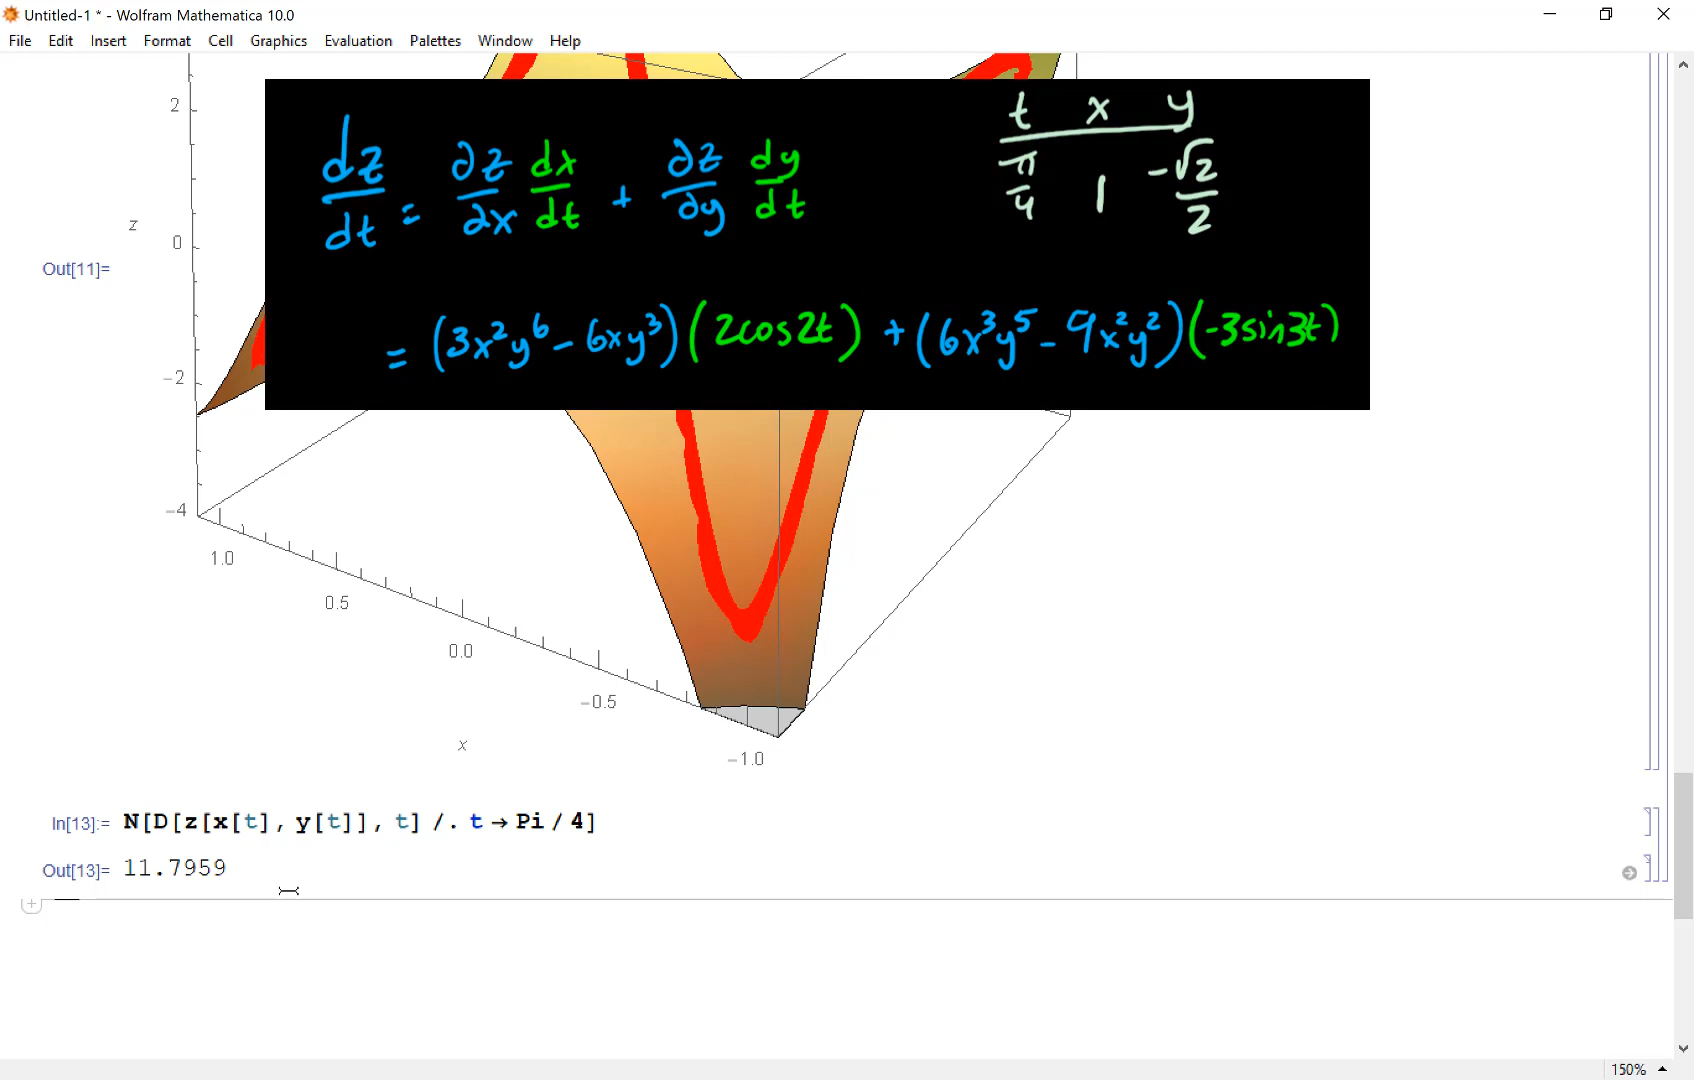 Untitled-1 * - Wolfram Mathematica 10.0
File Edit Insert Format Cell Graphics Evaluation Palettes Window Help
2
z
0
-2
-4
Out[11]=
dz/dt = ∂z/∂x dx/dt + ∂z/∂y dy/dt
t x y
π/4 1 -√2/2
= (3x²y⁶ - 6xy³)(2cos2t) + (6x³y⁵ - 9x²y²)(-3sin3t)
1.0
0.5
0.0
-0.5
-1.0
x
In[13]:= N[D[z[x[t], y[t]], t] /. t → Pi / 4]
Out[13]= 11.7959
150%